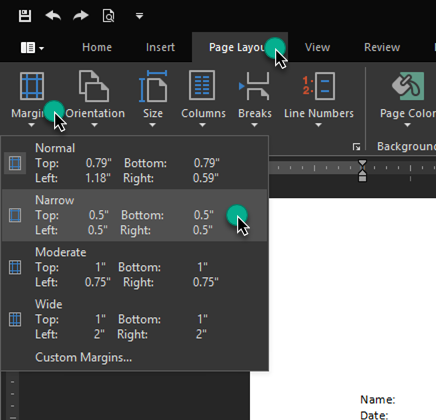 Home Insert Page Layou View Review
Margin Orientation Size Columns Breaks Line Numbers Page Color
Background
Normal
Top: 0.79" Bottom: 0.79"
Left: 1.18" Right: 0.59"
Narrow
Top: 0.5" Bottom: 0.5"
Left: 0.5" Right: 0.5"
Moderate
Top: 1" Bottom: 1"
Left: 0.75" Right: 0.75"
Wide
Top: 1" Bottom: 1"
Left: 2" Right: 2"
Custom Margins...
Name:
Date: